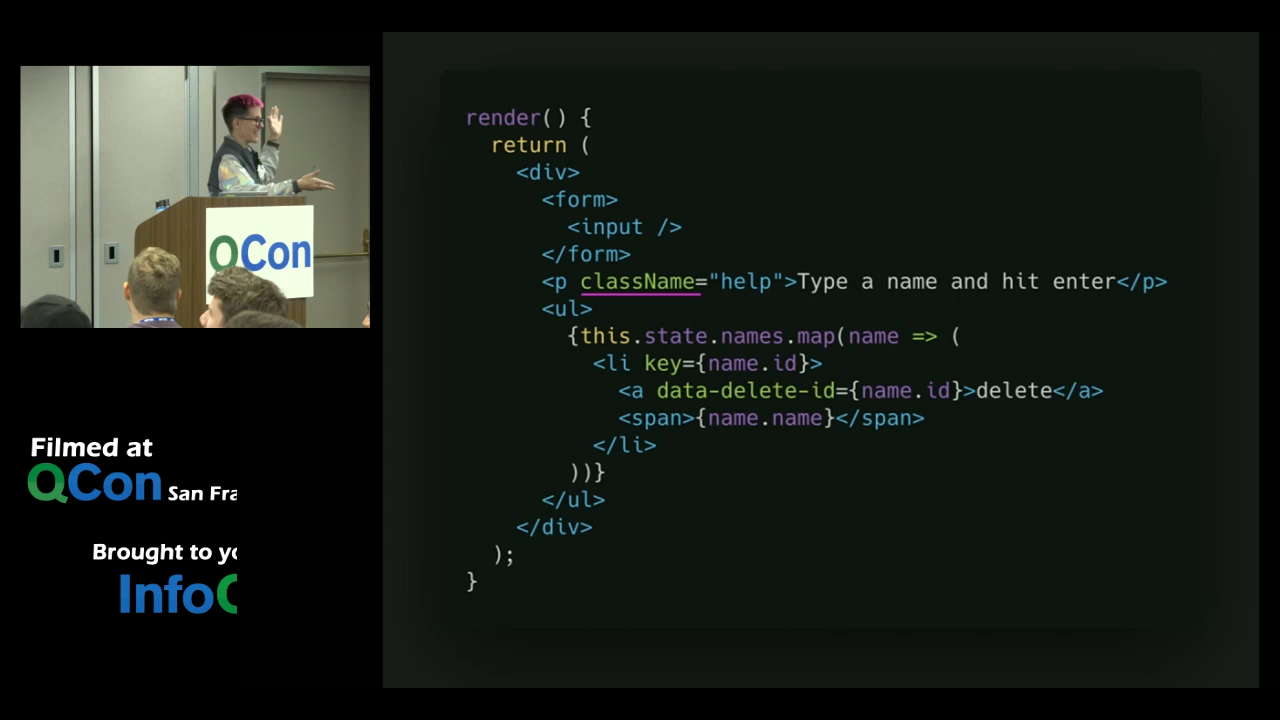 QCon
Filmed at
QCon San Fra
Brought to yo
InfoQ
render() {
return (
<div>
<form>
<input />
</form>
<p className="help">Type a name and hit enter</p>
<ul>
{this.state.names.map(name => (
<li key={name.id}>
<a data-delete-id={name.id}>delete</a>
<span>{name.name}</span>
</li>
))}
</ul>
</div>
);
}